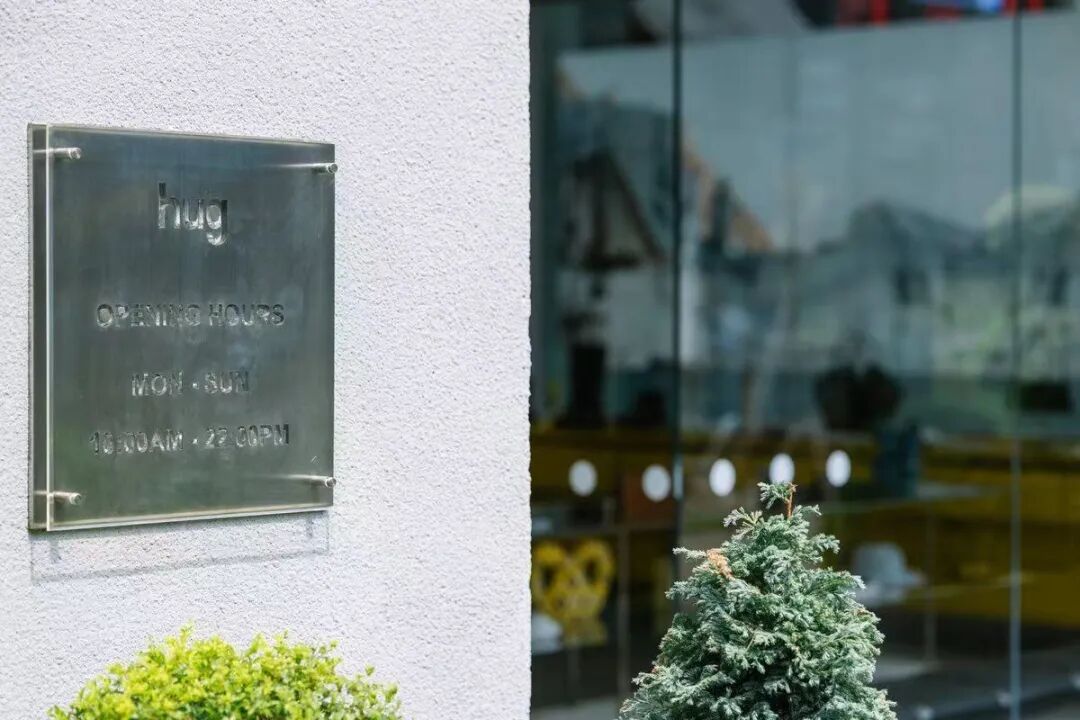 hug
OPENING HOURS
MON - SUN
10:00AM - 22:00PM